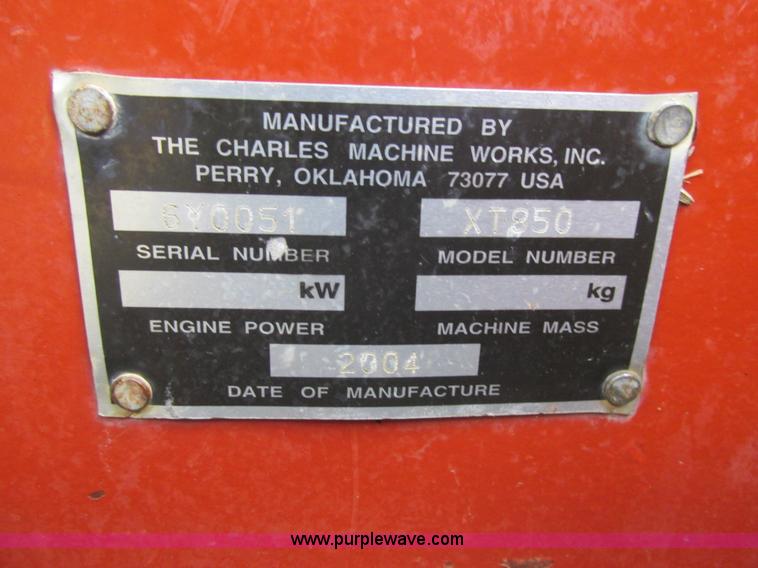 MANUFACTURED BY
THE CHARLES MACHINE WORKS, INC.
PERRY, OKLAHOMA 73077 USA
6Y0051 XT850
SERIAL NUMBER MODEL NUMBER
kW kg
ENGINE POWER MACHINE MASS
2004
DATE OF MANUFACTURE
www.purplewave.com